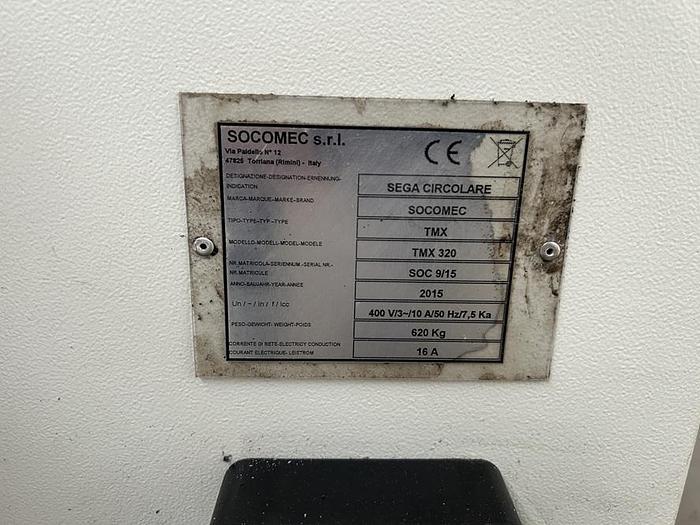 SOCOMEC s.r.l.
Via Paldello N° 12
47825 Torriana (Rimini) - Italy
CE
DESIGNAZIONE-DESIGNATION-ERNENNUNG-
INDICATION
SEGA CIRCOLARE
MARCA-MARQUE-MARKE-BRAND
SOCOMEC
TIPO-TYPE-TYP-TYPE
TMX
MODELLO-MODELL-MODEL-MODELE
TMX 320
NR.MATRICOLA-SERIENNUM.-SERIAL NR.-
NR.MATRICULE
SOC 9/15
ANNO-BAUJAHR-YEAR-ANNEE
2015
Un / ~ / In / f / Icc
400 V/3~/10 A/50 Hz/7,5 Ka
PESO-GEWICHT- WEIGHT-POIDS
620 Kg
CORRENTE DI RETE-ELECTRICY CONDUCTION
COURANT ELECTRIQUE- LEISTROM
16 A